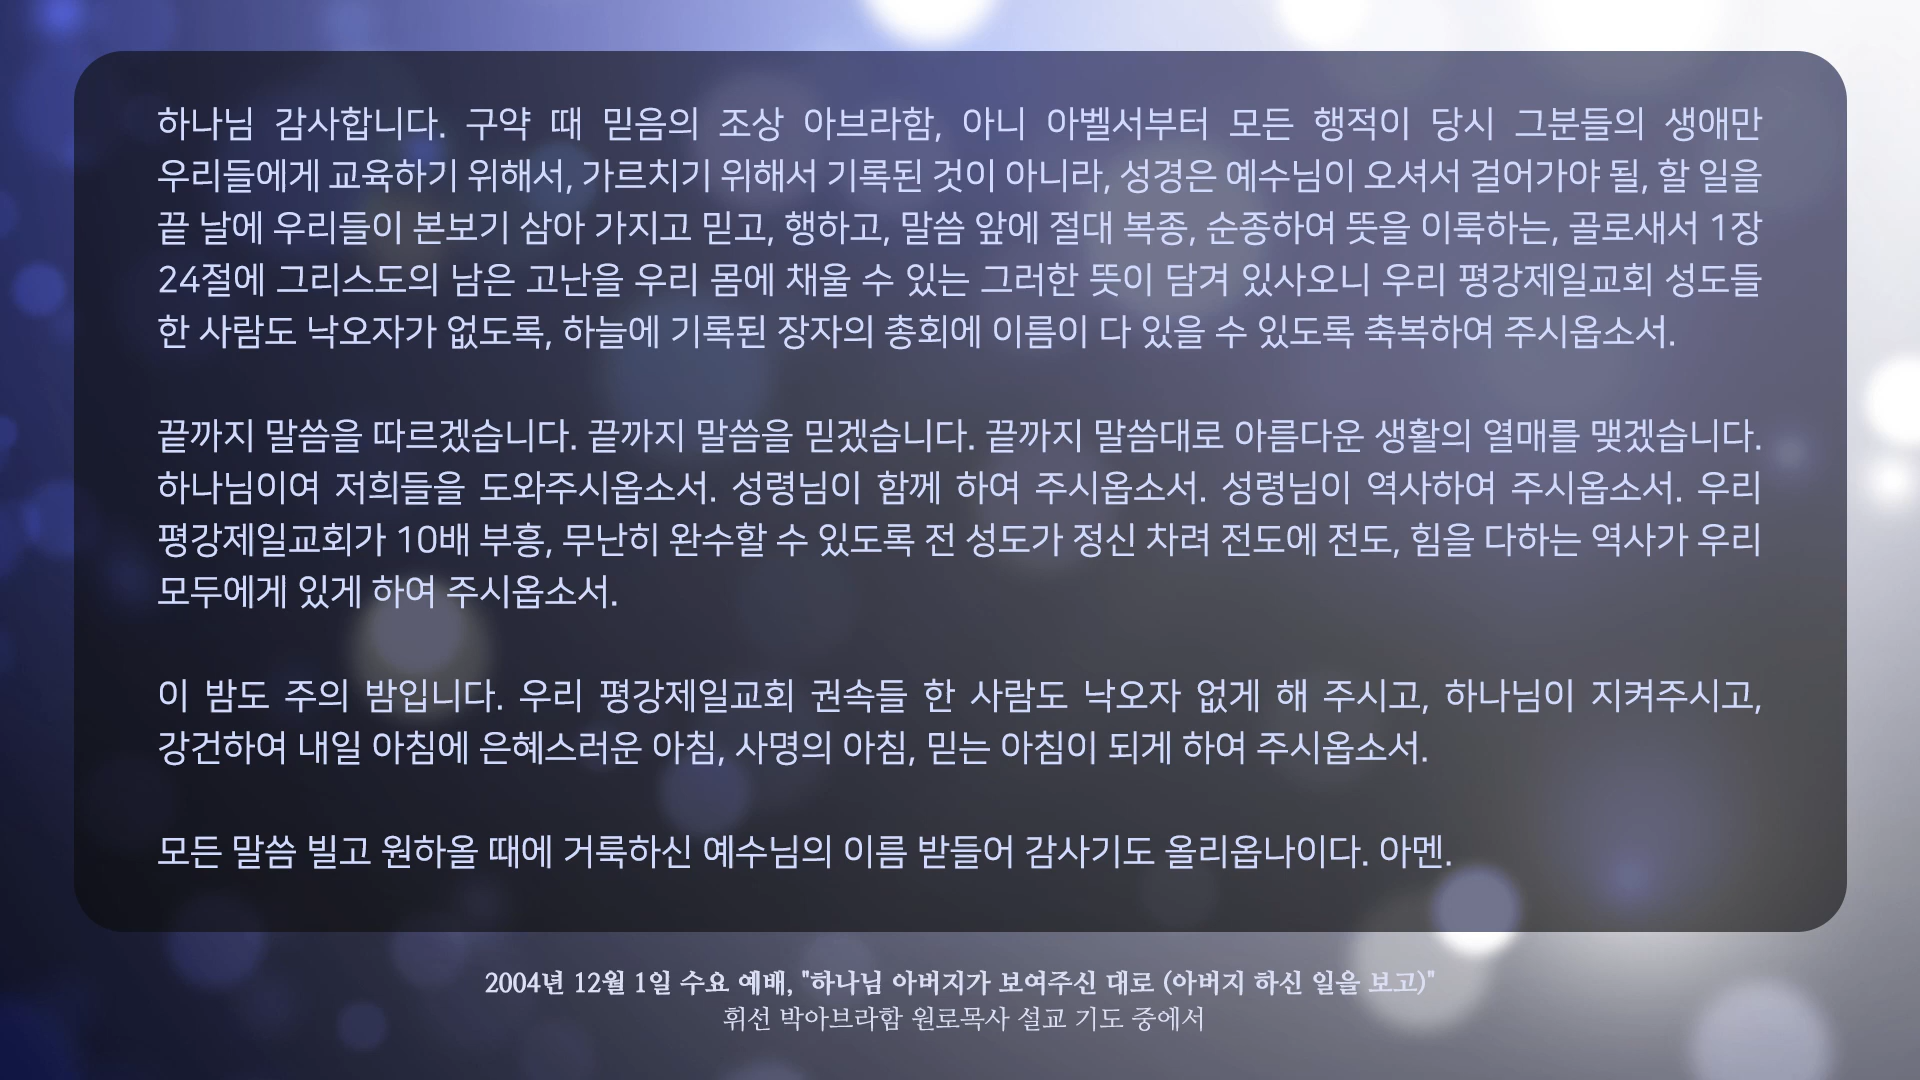 하나님 감사합니다. 구약 때 믿음의 조상 아브라함, 아니 아벨서부터 모든 행적이 당시 그분들의 생애만
우리들에게 교육하기 위해서, 가르치기 위해서 기록된 것이 아니라, 성경은 예수님이 오셔서 걸어가야 될, 할 일을
끝 날에 우리들이 본보기 삼아 가지고 믿고, 행하고, 말씀 앞에 절대 복종, 순종하여 뜻을 이룩하는, 골로새서 1장
24절에 그리스도의 남은 고난을 우리 몸에 채울 수 있는 그러한 뜻이 담겨 있사오니 우리 평강제일교회 성도들
한 사람도 낙오자가 없도록, 하늘에 기록된 장자의 총회에 이름이 다 있을 수 있도록 축복하여 주시옵소서.
끝까지 말씀을 따르겠습니다. 끝까지 말씀을 믿겠습니다. 끝까지 말씀대로 아름다운 생활의 열매를 맺겠습니다.
하나님이여 저희들을 도와주시옵소서. 성령님이 함께 하여 주시옵소서. 성령님이 역사하여 주시옵소서. 우리
평강제일교회가 10배 부흥, 무난히 완수할 수 있도록 전 성도가 정신 차려 전도에 전도, 힘을 다하는 역사가 우리
모두에게 있게 하여 주시옵소서.
이 밤도 주의 밤입니다. 우리 평강제일교회 권속들 한 사람도 낙오자 없게 해 주시고, 하나님이 지켜주시고,
강건하여 내일 아침에 은혜스러운 아침, 사명의 아침, 믿는 아침이 되게 하여 주시옵소서.
모든 말씀 빌고 원하올 때에 거룩하신 예수님의 이름 받들어 감사기도 올리옵나이다. 아멘.
2004년 12월 1일 수요 예배, "하나님 아버지가 보여주신 대로 (아버지 하신 일을 보고)"
휘선 박아브라함 원로목사 설교 기도 중에서